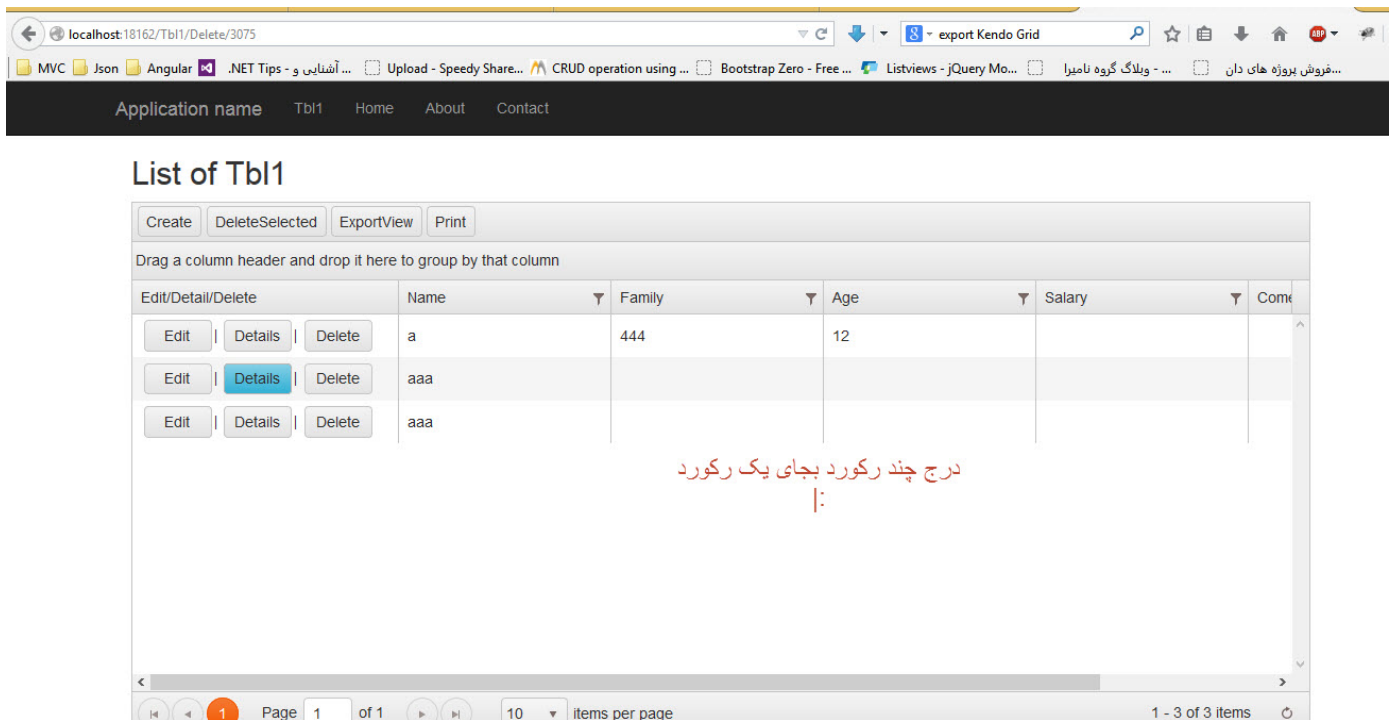 localhost:18162/Tbl1/Delete/3075
8 export Kendo Grid
ABP
MVC Json Angular .NET Tips - آشنایی و ... Upload - Speedy Share... CRUD operation using ... Bootstrap Zero - Free ... Listviews - jQuery Mo... وبلاگ گروه نامیرا - ... فروش پروژه های دان...
Application name Tbl1 Home About Contact
List of Tbl1
Create DeleteSelected ExportView Print
Drag a column header and drop it here to group by that column
Edit/Detail/Delete Name Family Age Salary Come
Edit | Details | Delete a 444 12
Edit | Details | Delete aaa
Edit | Details | Delete aaa
درج چند رکورد بجای یک رکورد
:|
1 Page 1 of 1 10 items per page 1 - 3 of 3 items